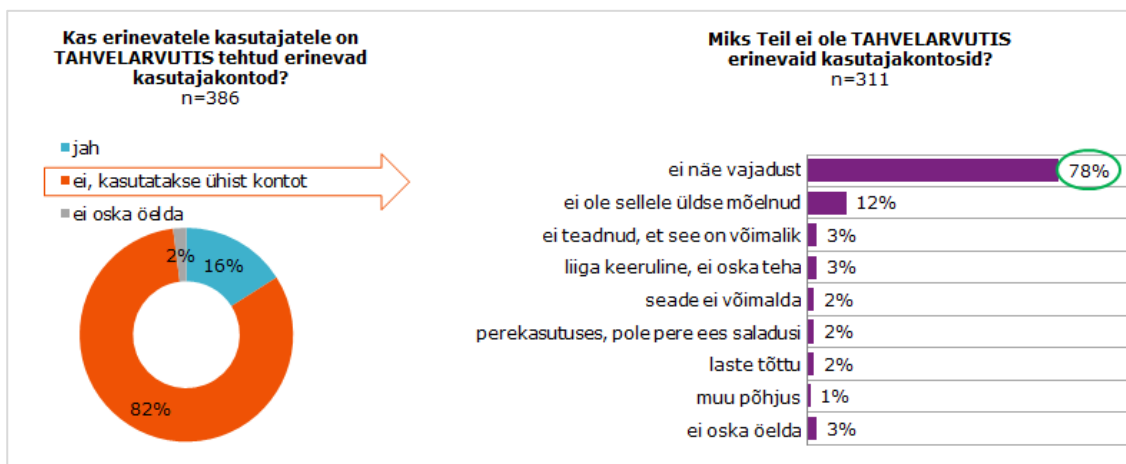 Kas erinevatele kasutajatele on
TAHVELARVUTIS tehtud erinevad
kasutajakontod?
n=386
jah
ei, kasutatakse ühist kontot
ei oska öelda
2%
16%
82%
Miks Teil ei ole TAHVELARVUTIS
erinevaid kasutajakontosid?
n=311
ei näe vajadust 78%
ei ole sellele üldse mõelnud 12%
ei teadnud, et see on võimalik 3%
liiga keeruline, ei oska teha 3%
seade ei võimalda 2%
perekasutuses, pole pere ees saladusi 2%
laste tõttu 2%
muu põhjus 1%
ei oska öelda 3%